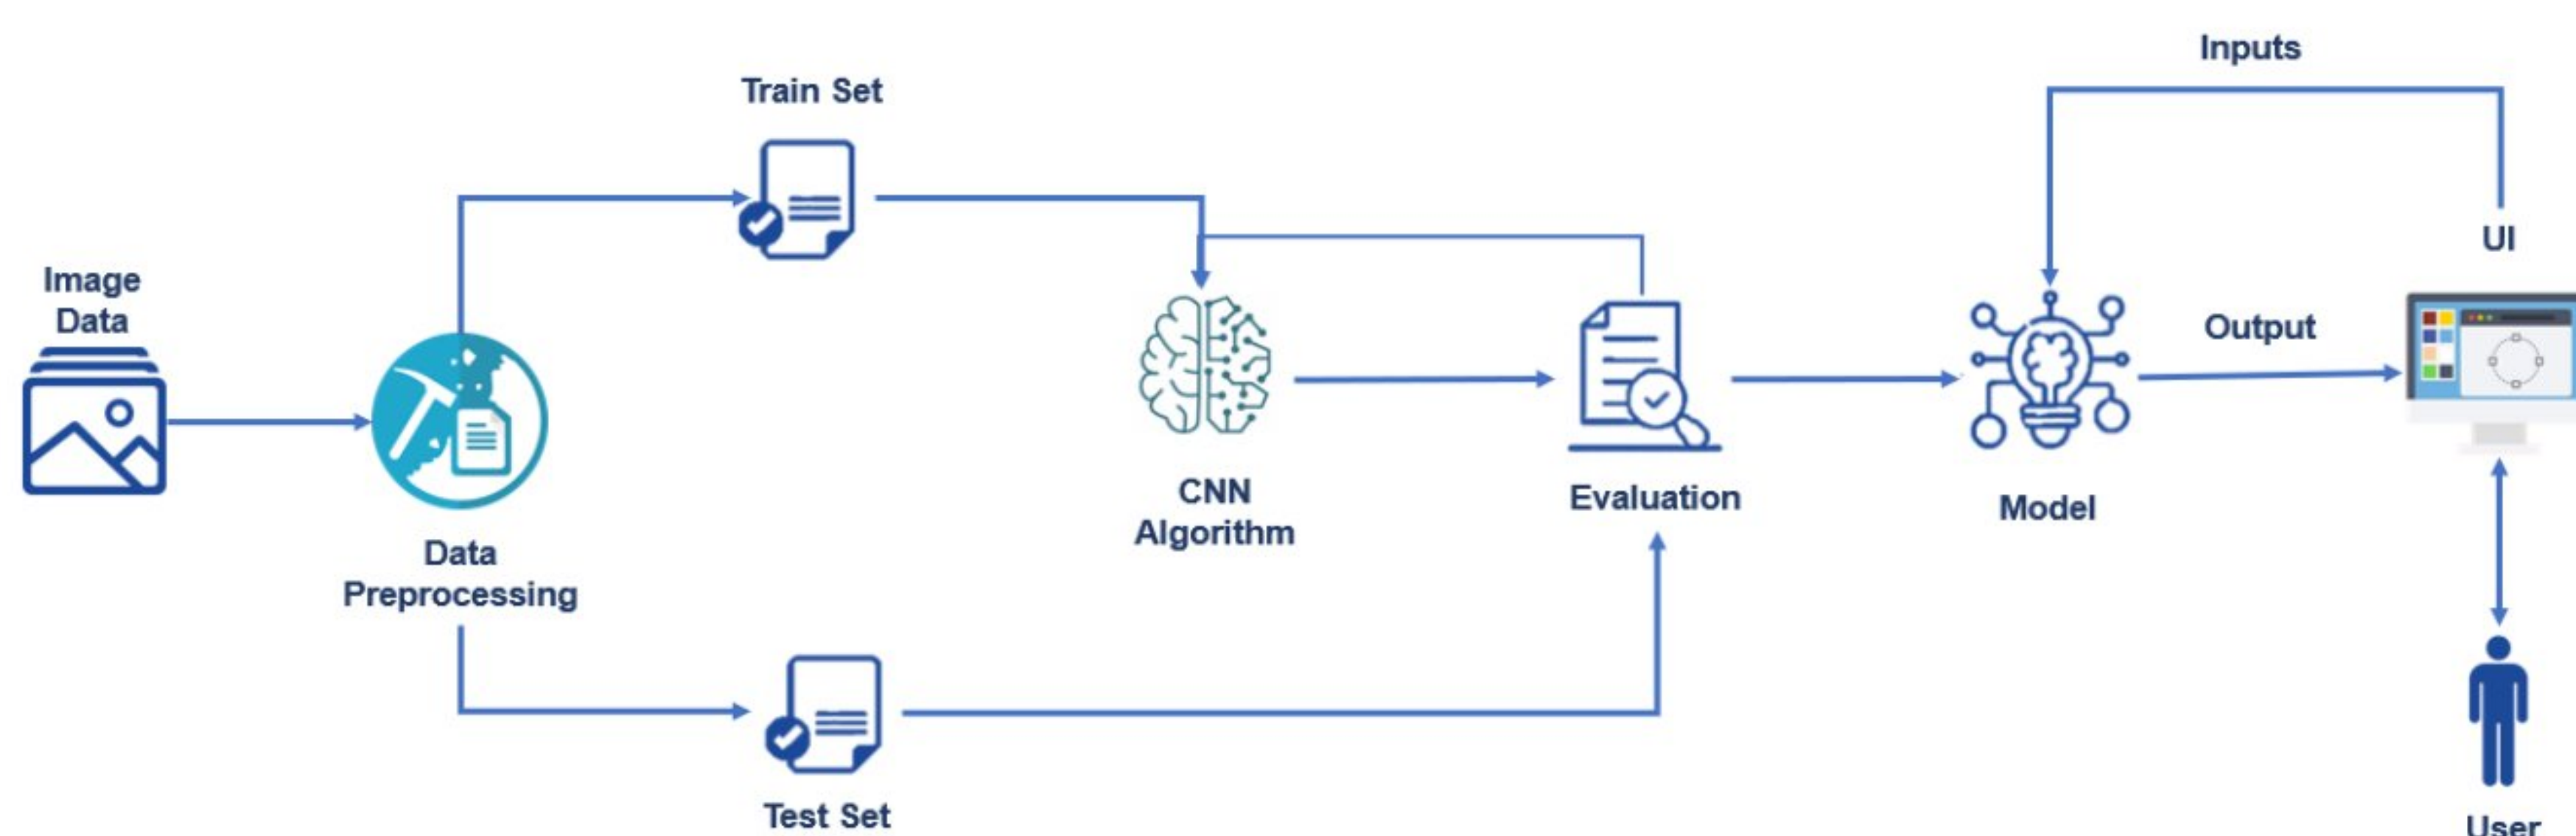 Inputs
Train Set
UI
Image
Data
Output
CNN
Algorithm
Evaluation
Model
Data
Preprocessing
Test Set
User